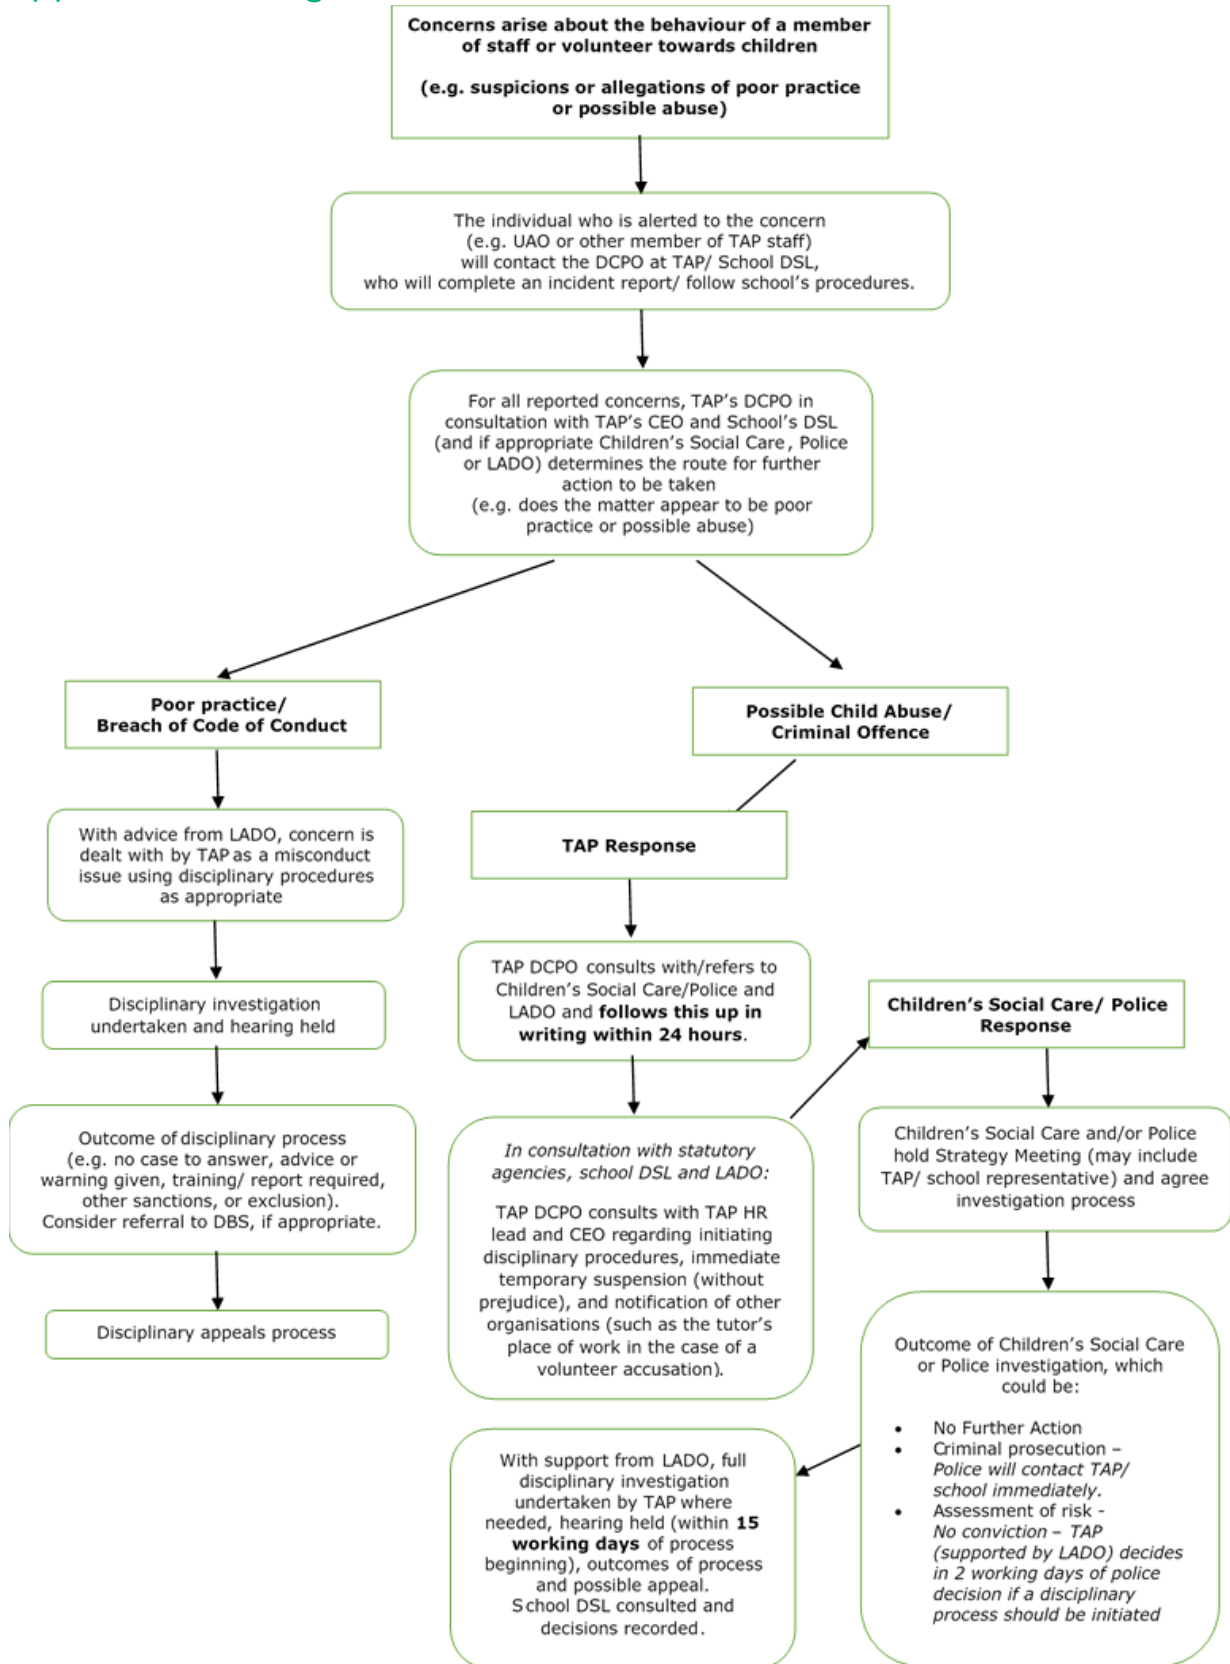 Concerns arise about the behaviour of a member
of staff or volunteer towards children
(e.g. suspicions or allegations of poor practice
or possible abuse)
The individual who is alerted to the concern
(e.g. UAO or other member of TAP staff)
will contact the DCPO at TAP/ School DSL,
who will complete an incident report/ follow school's procedures.
For all reported concerns, TAP's DCPO in
consultation with TAP's CEO and School's DSL
(and if appropriate Children's Social Care, Police
or LADO) determines the route for further
action to be taken
(e.g. does the matter appear to be poor
practice or possible abuse)
Poor practice/
Breach of Code of Conduct
With advice from LADO, concern is
dealt with by TAP as a misconduct
issue using disciplinary procedures
as appropriate
Disciplinary investigation
undertaken and hearing held
Outcome of disciplinary process
(e.g. no case to answer, advice or
warning given, training/ report required,
other sanctions, or exclusion).
Consider referral to DBS, if appropriate.
Disciplinary appeals process
Possible Child Abuse/
Criminal Offence
TAP Response
TAP DCPO consults with/refers to
Children's Social Care/Police and
LADO and follows this up in
writing within 24 hours.
In consultation with statutory
agencies, school DSL and LADO:
TAP DCPO consults with TAP HR
lead and CEO regarding initiating
disciplinary procedures, immediate
temporary suspension (without
prejudice), and notification of other
organisations (such as the tutor's
place of work in the case of a
volunteer accusation).
Children's Social Care/ Police
Response
Children's Social Care and/or Police
hold Strategy Meeting (may include
TAP/ school representative) and agree
investigation process
Outcome of Children's Social Care
or Police investigation, which
could be:
• No Further Action
• Criminal prosecution –
Police will contact TAP/
school immediately.
• Assessment of risk -
No conviction – TAP
(supported by LADO) decides
in 2 working days of police
decision if a disciplinary
process should be initiated
With support from LADO, full
disciplinary investigation
undertaken by TAP where
needed, hearing held (within 15
working days of process
beginning), outcomes of process
and possible appeal.
School DSL consulted and
decisions recorded.